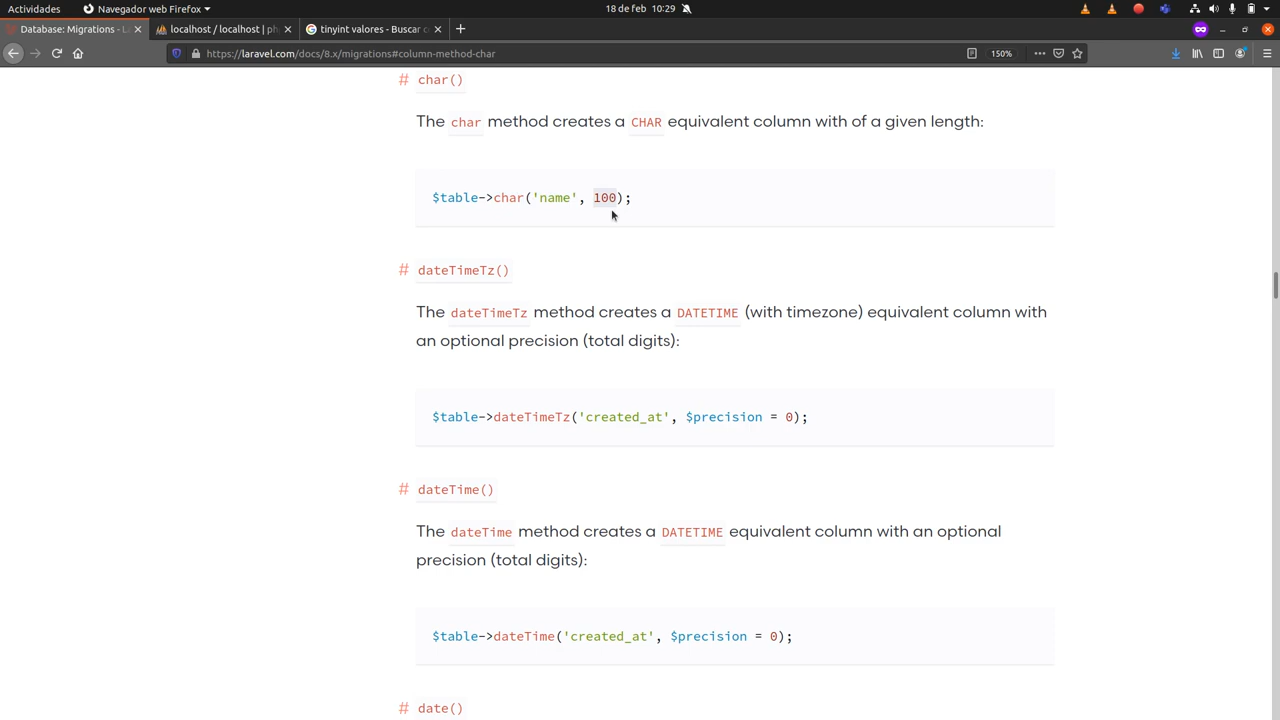 Actividades
Navegador web Firefox
18 de feb 10:29
Database: Migrations - L
localhost / localhost | ph
tinyint valores - Buscar c
https://laravel.com/docs/8.x/migrations#column-method-char
150%
# char()
The char method creates a CHAR equivalent column with of a given length:
$table->char('name', 100);
# dateTimeTz()
The dateTimeTz method creates a DATETIME (with timezone) equivalent column with
an optional precision (total digits):
$table->dateTimeTz('created_at', $precision = 0);
# dateTime()
The dateTime method creates a DATETIME equivalent column with an optional
precision (total digits):
$table->dateTime('created_at', $precision = 0);
# date()